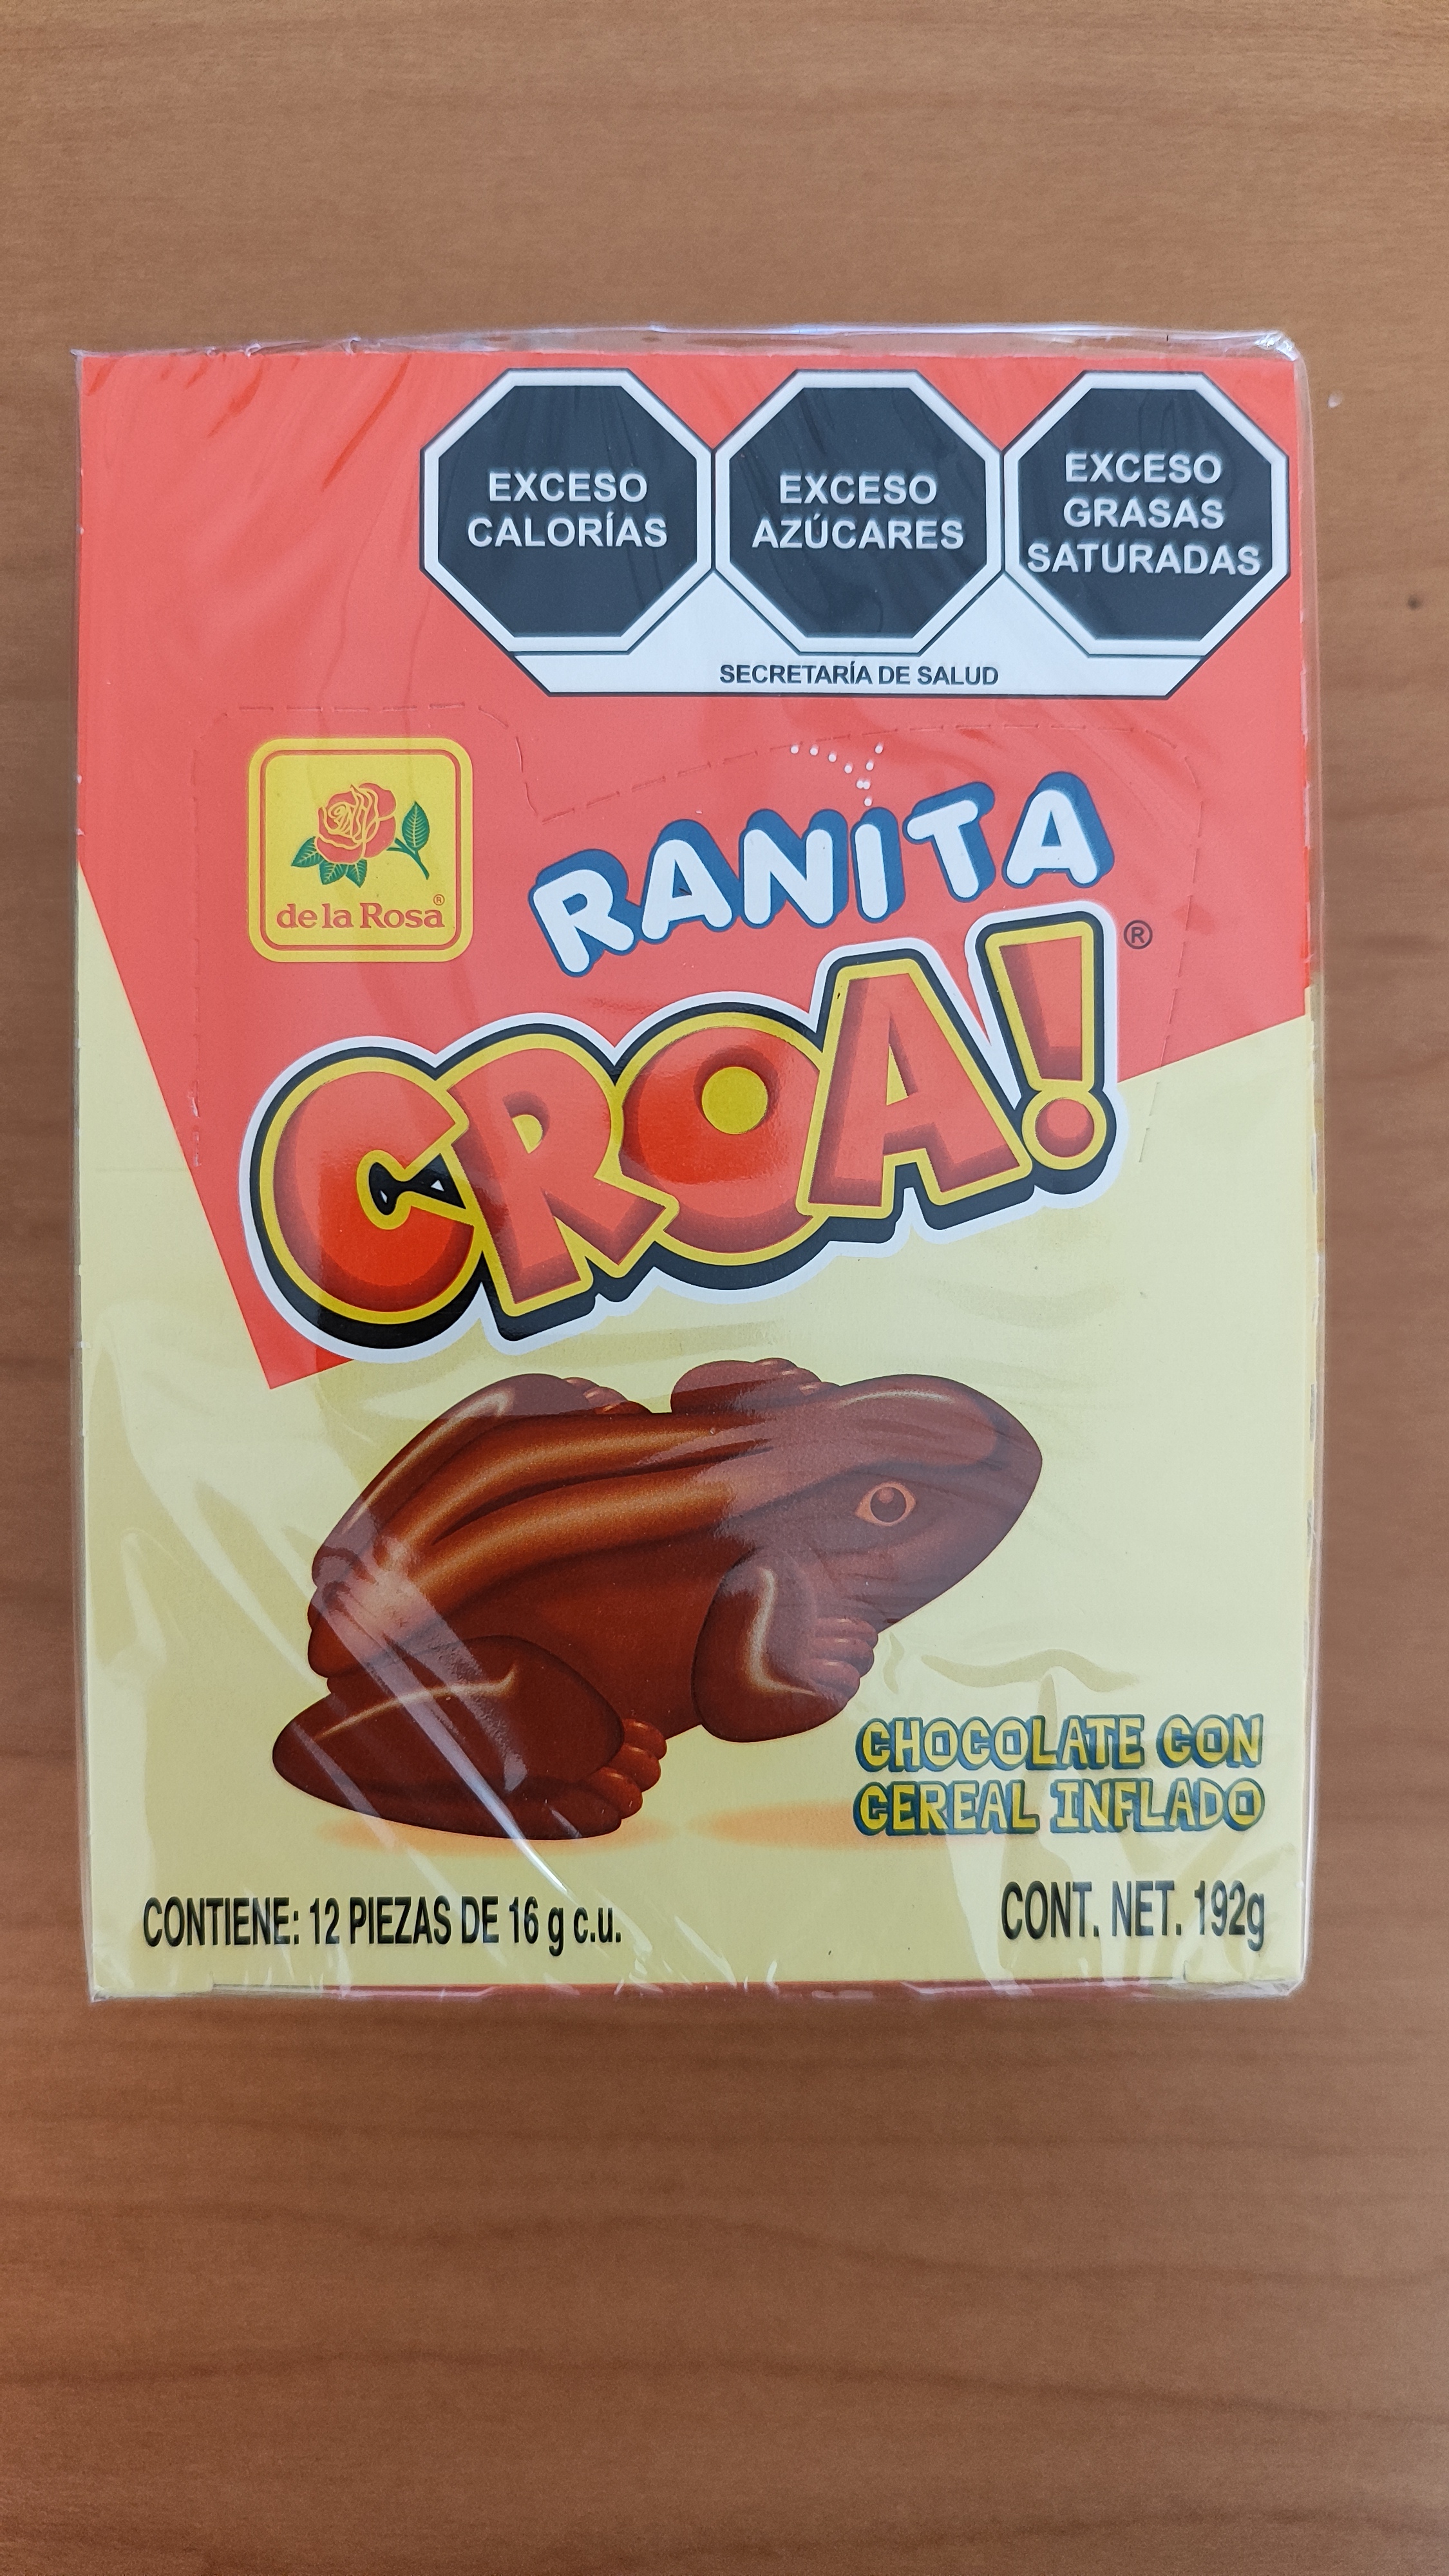 EXCESO
CALORÍAS
EXCESO
AZÚCARES
EXCESO
GRASAS
SATURADAS
SECRETARÍA DE SALUD
de la Rosa®
RANITA
CROA!®
CHOCOLATE CON
CEREAL INFLADO
CONTIENE: 12 PIEZAS DE 16 g c.u.
CONT. NET. 192g